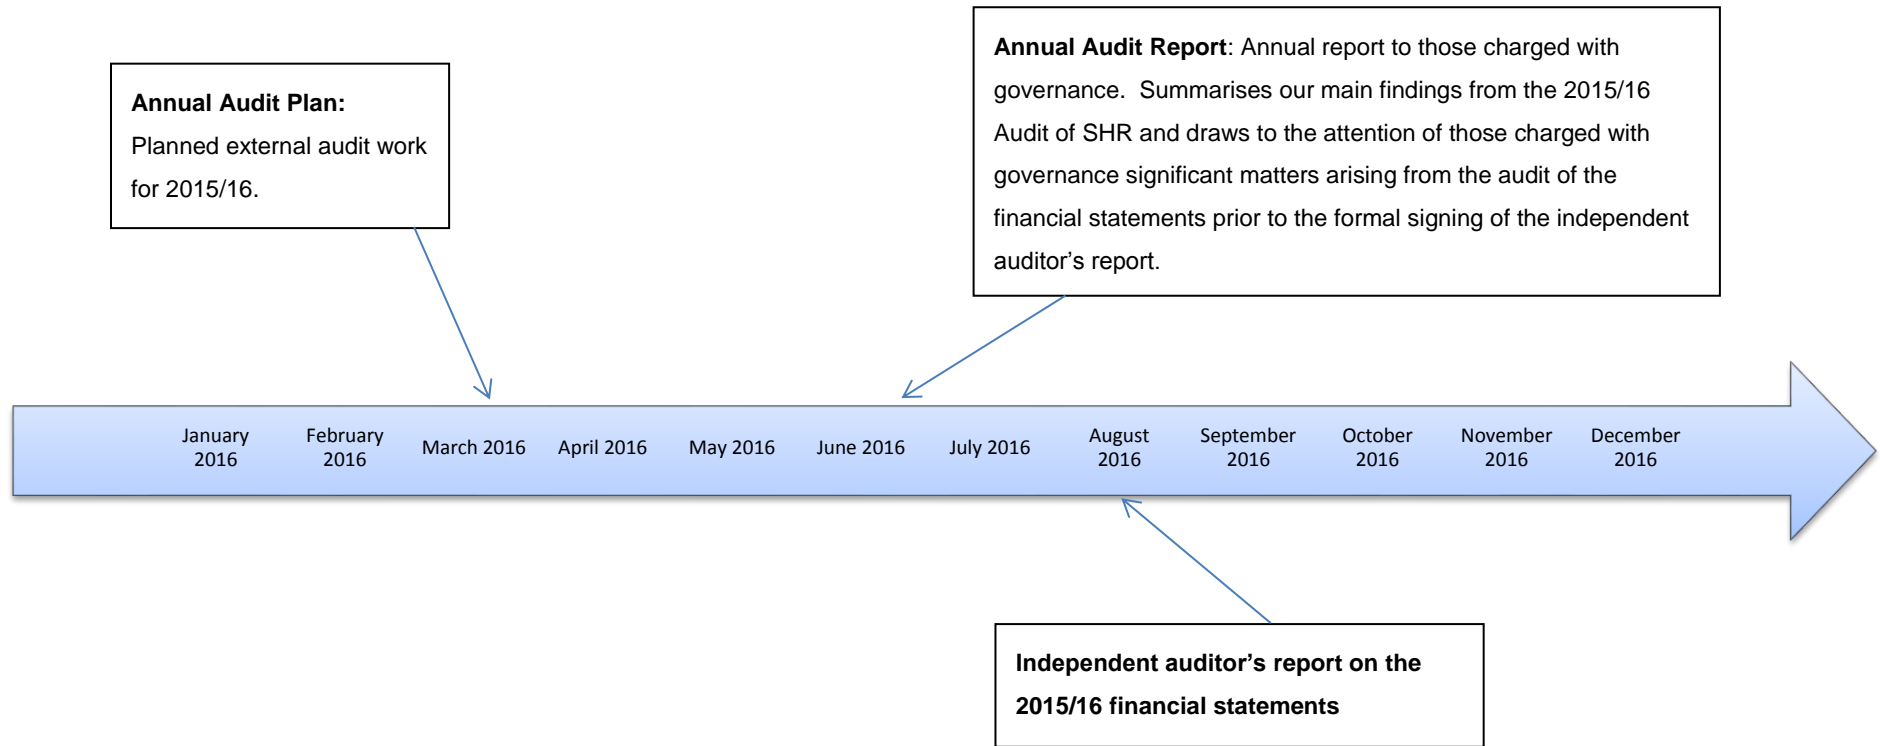 Annual Audit Plan:
Planned external audit work
for 2015/16.
Annual Audit Report: Annual report to those charged with
governance.  Summarises our main findings from the 2015/16
Audit of SHR and draws to the attention of those charged with
governance significant matters arising from the audit of the
financial statements prior to the formal signing of the independent
auditor’s report.
January
2016
February
2016
March 2016
April 2016
May 2016
June 2016
July 2016
August
2016
September
2016
October
2016
November
2016
December
2016
Independent auditor’s report on the
2015/16 financial statements